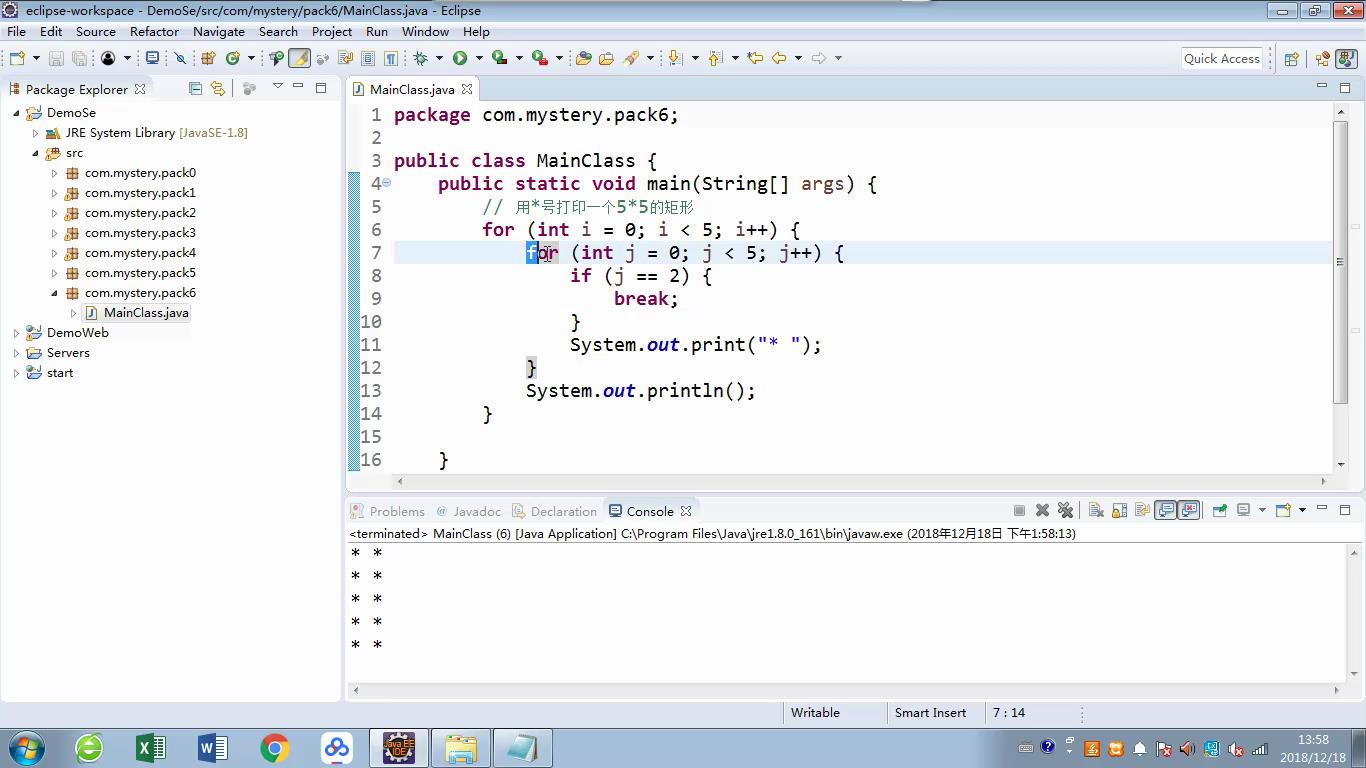 eclipse-workspace - DemoSe/src/com/mystery/pack6/MainClass.java - Eclipse
File Edit Source Refactor Navigate Search Project Run Window Help
Quick Access
Package Explorer
DemoSe
JRE System Library [JavaSE-1.8]
src
com.mystery.pack0
com.mystery.pack1
com.mystery.pack2
com.mystery.pack3
com.mystery.pack4
com.mystery.pack5
com.mystery.pack6
MainClass.java
DemoWeb
Servers
start
MainClass.java
1 package com.mystery.pack6;
2
3 public class MainClass {
4 public static void main(String[] args) {
5 // 用*号打印一个5*5的矩形
6 for (int i = 0; i < 5; i++) {
7 for (int j = 0; j < 5; j++) {
8 if (j == 2) {
9 break;
10 }
11 System.out.print("* ");
12 }
13 System.out.println();
14 }
15
16 }
Problems Javadoc Declaration Console
<terminated> MainClass (6) [Java Application] C:\Program Files\Java\jre1.8.0_161\bin\javaw.exe (2018年12月18日 下午1:58:13)
* *
* *
* *
* *
* *
Writable Smart Insert 7 : 14
Java EE
IDE
13:58
2018/12/18